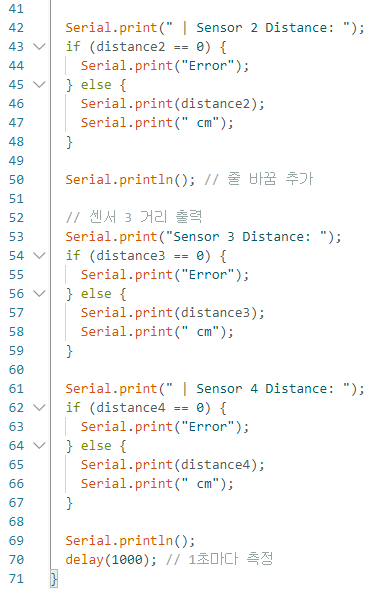 41
42 Serial.print(" | Sensor 2 Distance: ");
43 if (distance2 == 0) {
44 Serial.print("Error");
45 } else {
46 Serial.print(distance2);
47 Serial.print(" cm");
48 }
49
50 Serial.println(); // 줄 바꿈 추가
51
52 // 센서 3 거리 출력
53 Serial.print("Sensor 3 Distance: ");
54 if (distance3 == 0) {
55 Serial.print("Error");
56 } else {
57 Serial.print(distance3);
58 Serial.print(" cm");
59 }
60
61 Serial.print(" | Sensor 4 Distance: ");
62 if (distance4 == 0) {
63 Serial.print("Error");
64 } else {
65 Serial.print(distance4);
66 Serial.print(" cm");
67 }
68
69 Serial.println();
70 delay(1000); // 1초마다 측정
71 }